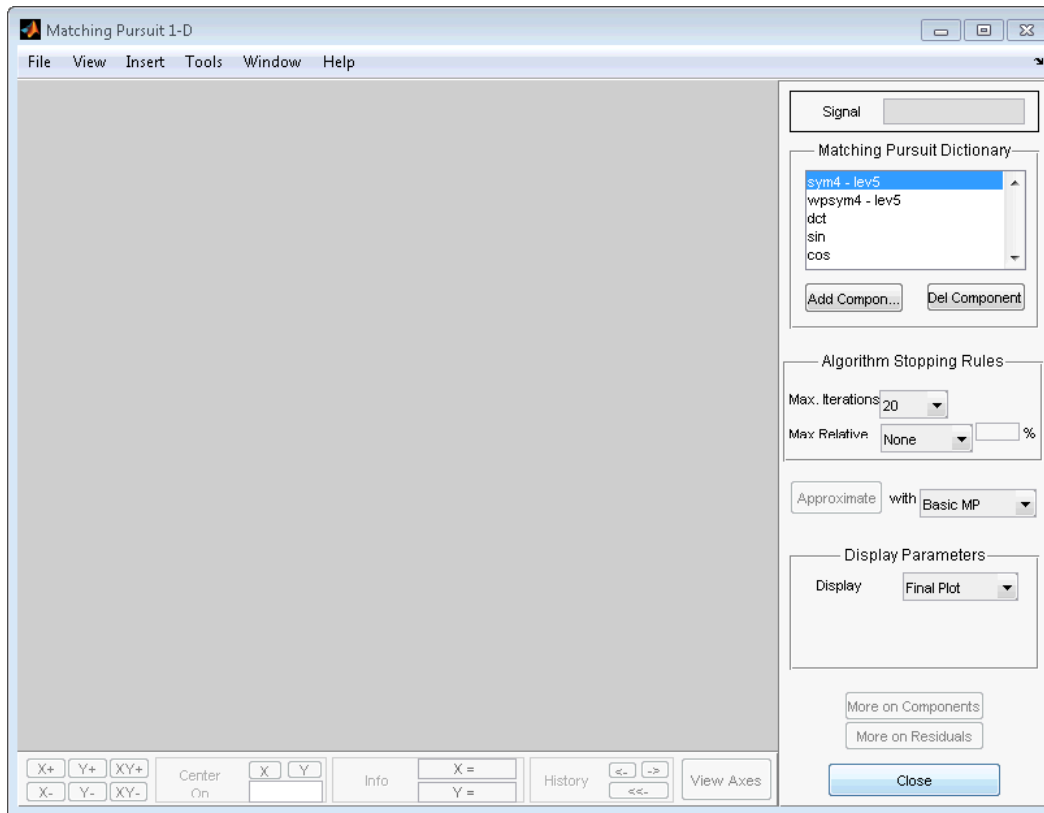 Matching Pursuit 1-D
File View Insert Tools Window Help
Signal
Matching Pursuit Dictionary
sym4 - lev5
wpsym4 - lev5
dct
sin
cos
Add Compon... Del Component
Algorithm Stopping Rules
Max. Iterations 20
Max Relative None %
Approximate with Basic MP
Display Parameters
Display Final Plot
More on Components
More on Residuals
Close
X+ Y+ XY+
X- Y- XY-
Center
On
X Y
Info
X =
Y =
History
<- ->
<<-
View Axes